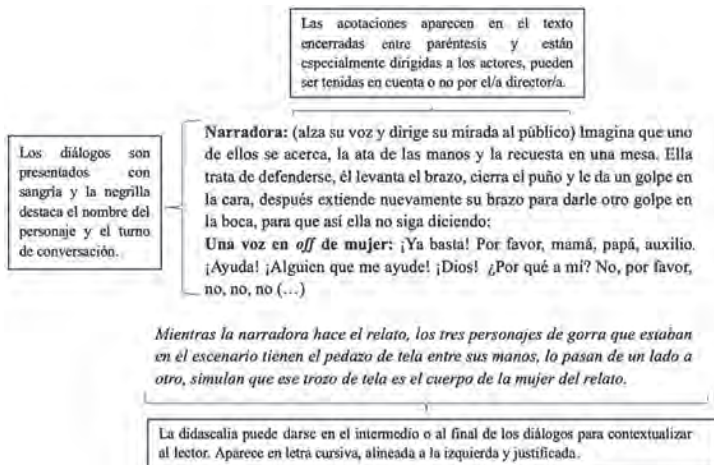 Las acotaciones aparecen en el texto
encerradas entre paréntesis y están
especialmente dirigidas a los actores, pueden
ser tenidas en cuenta o no por el/a director/a.
Los diálogos son
presentados con
sangría y la negrilla
destaca el nombre del
personaje y el turno
de conversación.
Narradora: (alza su voz y dirige su mirada al público) Imagina que uno
de ellos se acerca, la ata de las manos y la recuesta en una mesa. Ella
trata de defenderse, él levanta el brazo, cierra el puño y le da un golpe en
la cara, después extiende nuevamente su brazo para darle otro golpe en
la boca, para que así ella no siga diciendo:
Una voz en off de mujer: ¡Ya basta! Por favor, mamá, papá, auxilio.
¡Ayuda! ¡Alguien que me ayude! ¡Dios! ¿Por qué a mí? No, por favor,
no, no, no (…)
Mientras la narradora hace el relato, los tres personajes de gorra que estaban
en el escenario tienen el pedazo de tela entre sus manos, lo pasan de un lado a
otro, simulan que ese trozo de tela es el cuerpo de la mujer del relato.
La didascalia puede darse en el intermedio o al final de los diálogos para contextualizar
al lector. Aparece en letra cursiva, alineada a la izquierda y justificada.